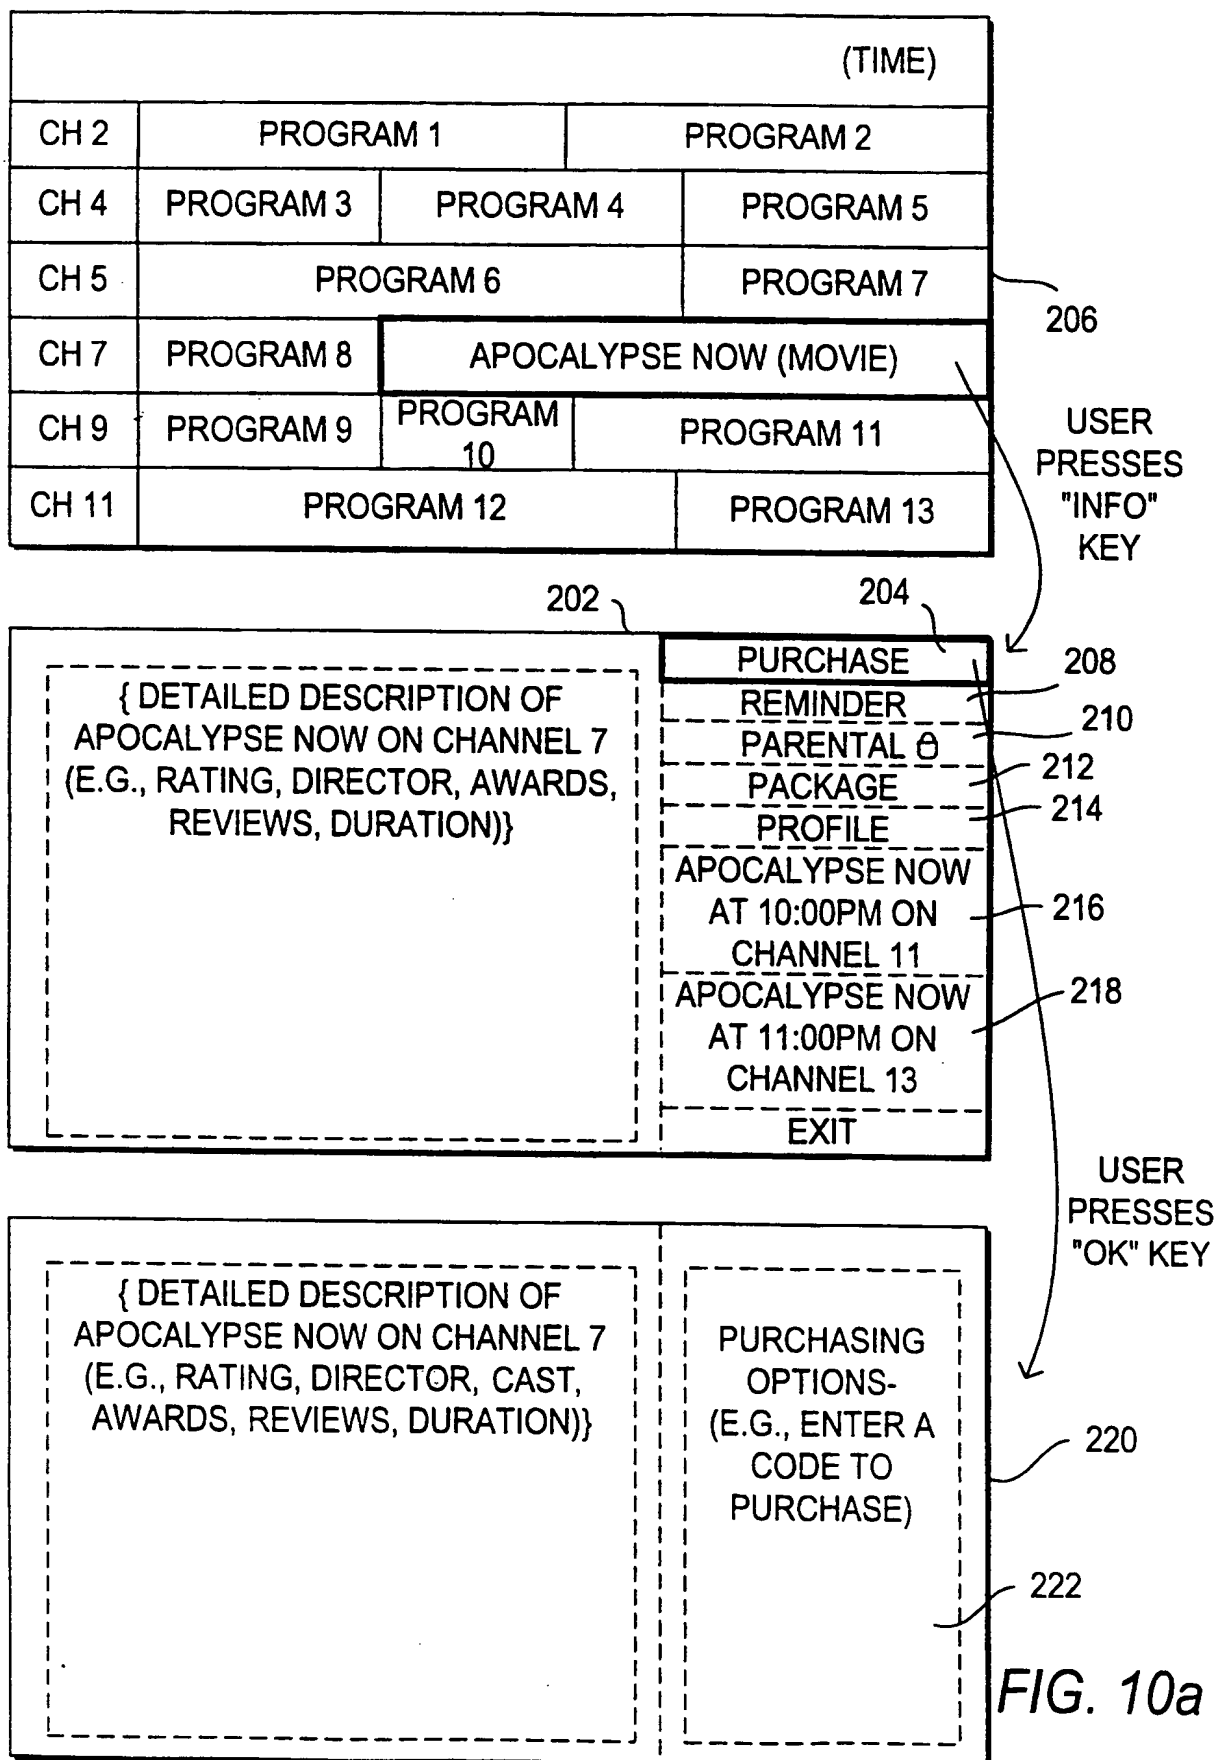 (TIME)
CH 2 PROGRAM 1 PROGRAM 2
CH 4 PROGRAM 3 PROGRAM 4 PROGRAM 5
CH 5 PROGRAM 6 PROGRAM 7
206
CH 7 PROGRAM 8 APOCALYPSE NOW (MOVIE)
CH 9 PROGRAM 9 PROGRAM
10 PROGRAM 11
CH 11 PROGRAM 12 PROGRAM 13
USER
PRESSES
"INFO"
KEY
202
204
{ DETAILED DESCRIPTION OF
APOCALYPSE NOW ON CHANNEL 7
(E.G., RATING, DIRECTOR, AWARDS,
REVIEWS, DURATION)}
PURCHASE
REMINDER
208
PARENTAL
210
PACKAGE
212
PROFILE
214
APOCALYPSE NOW
AT 10:00PM ON
CHANNEL 11
216
APOCALYPSE NOW
AT 11:00PM ON
CHANNEL 13
218
EXIT
USER
PRESSES
"OK" KEY
{ DETAILED DESCRIPTION OF
APOCALYPSE NOW ON CHANNEL 7
(E.G., RATING, DIRECTOR, CAST,
AWARDS, REVIEWS, DURATION)}
PURCHASING
OPTIONS-
(E.G., ENTER A
CODE TO
PURCHASE)
220
222
FIG. 10a